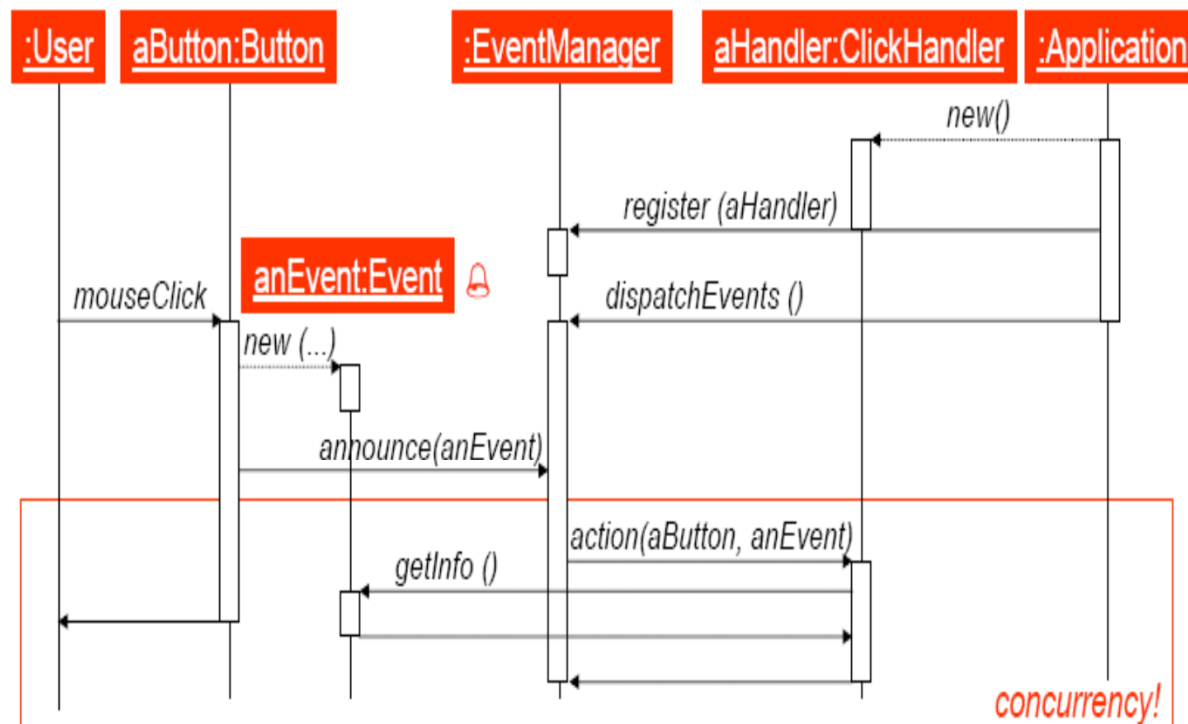 :User
aButton:Button
:EventManager
aHandler:ClickHandler
:Application
new()
register (aHandler)
anEvent:Event
mouseClick
dispatchEvents ()
new (...)
announce(anEvent)
action(aButton, anEvent)
getInfo ()
concurrency!